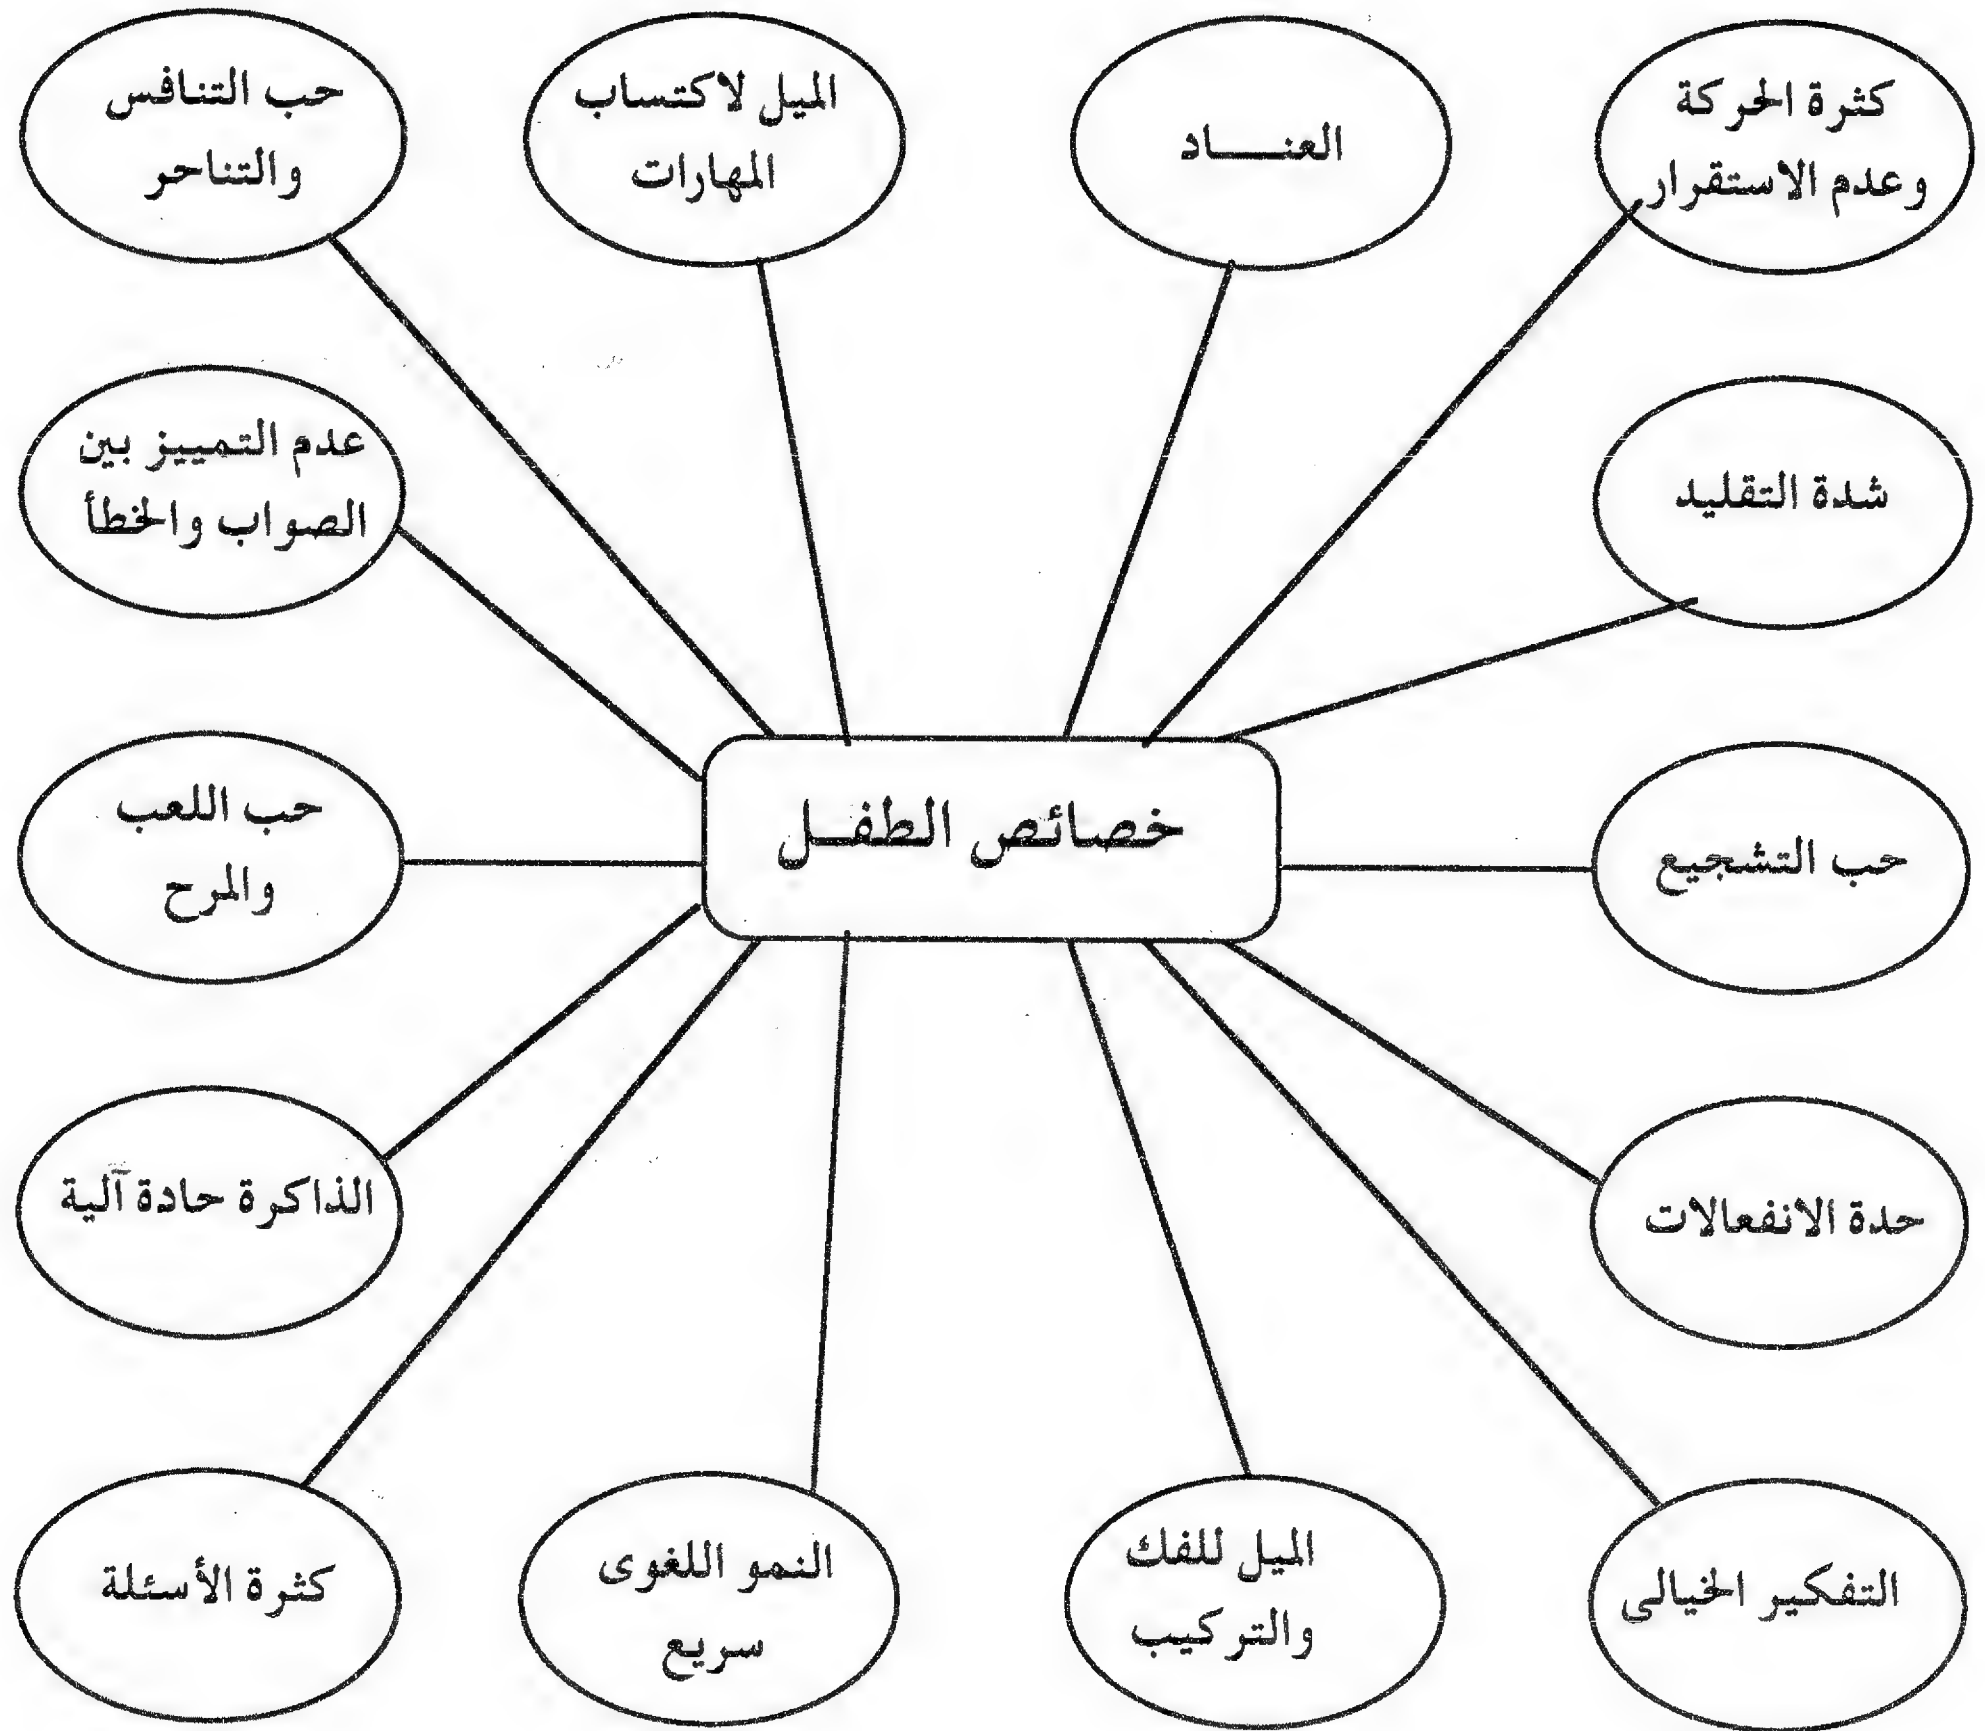 كثرة الحركة
وعدم الاستقرار
العنـــاد
الميل لاكتساب
المهارات
حب التنافس
والتناحر
شدة التقليد
عدم التمييز بين
الصواب والخطأ
خصائص الطفـل
حب التشجيع
حب اللعب
والمرح
حدة الانفعالات
الذاكرة حادة آلية
التفكير الخيالى
الميل للفك
والتركيب
النمو اللغوى
سريع
كثرة الأسئلة